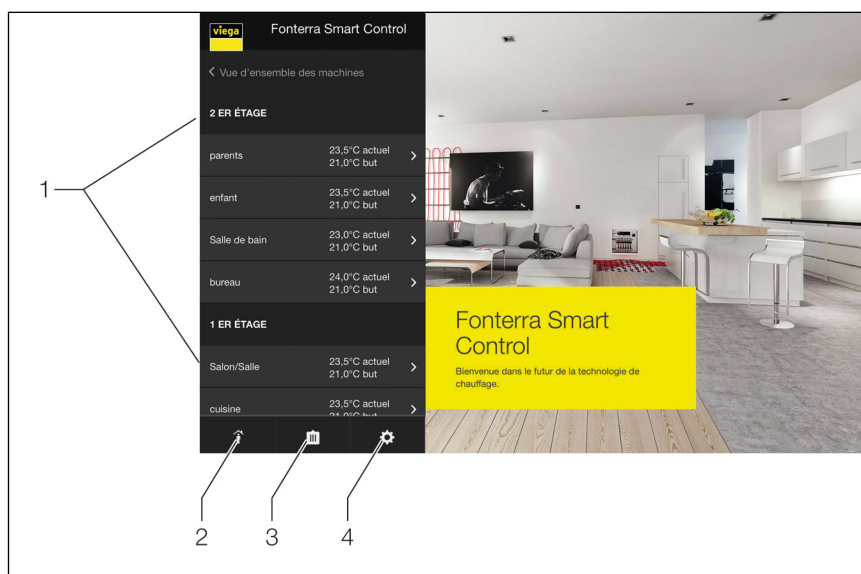 viega
Fonterra Smart Control
Vue d'ensemble des machines
2 ER ÉTAGE
parents
23,5°C actuel
21,0°C but
enfant
23,5°C actuel
21,0°C but
Salle de bain
23,0°C actuel
21,0°C but
bureau
24,0°C actuel
21,0°C but
1 ER ÉTAGE
Salon/Salle
23,5°C actuel
21,0°C but
cuisine
23,5°C actuel
21,0°C but
1
Fonterra Smart
Control
Bienvenue dans le futur de la technologie de
chauffage.
2
3
4